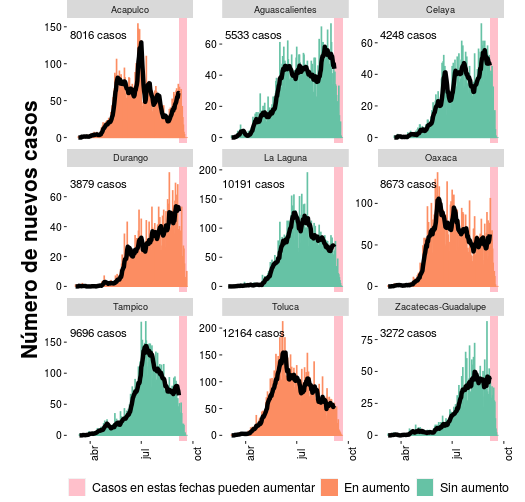 Número de nuevos casos
Acapulco
8016 casos
150
100
50
0
Aguascalientes
5533 casos
60
40
20
0
Celaya
4248 casos
60
40
20
0
Durango
3879 casos
60
40
20
0
La Laguna
10191 casos
200
150
100
50
0
Oaxaca
8673 casos
100
50
0
Tampico
9696 casos
150
100
50
0
abr
jul
oct
Toluca
12164 casos
200
150
100
50
0
abr
jul
oct
Zacatecas-Guadalupe
3272 casos
75
50
25
0
abr
jul
oct
Casos en estas fechas pueden aumentar
En aumento
Sin aumento